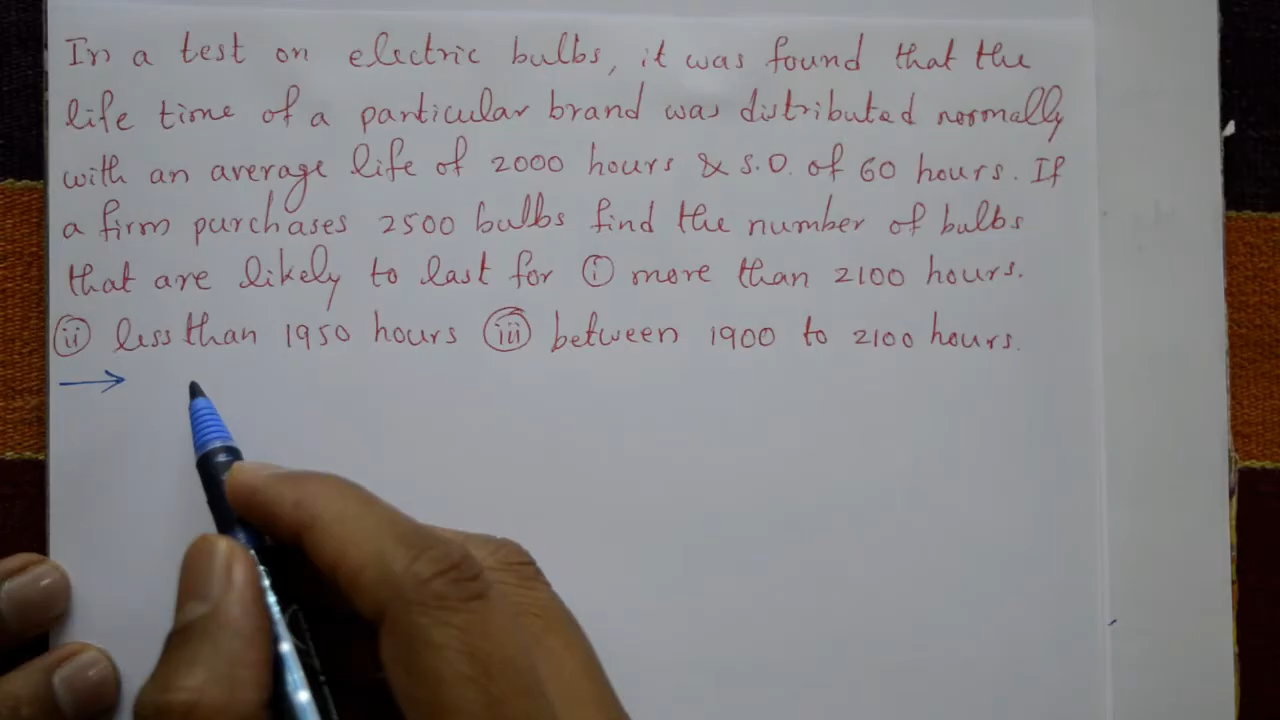 In a test on electric bulbs, it was found that the
life time of a particular brand was distributed normally
with an average life of 2000 hours & S.D. of 60 hours. If
a firm purchases 2500 bulbs find the number of bulbs
that are likely to last for (i) more than 2100 hours.
(ii) less than 1950 hours (iii) between 1900 to 2100 hours.